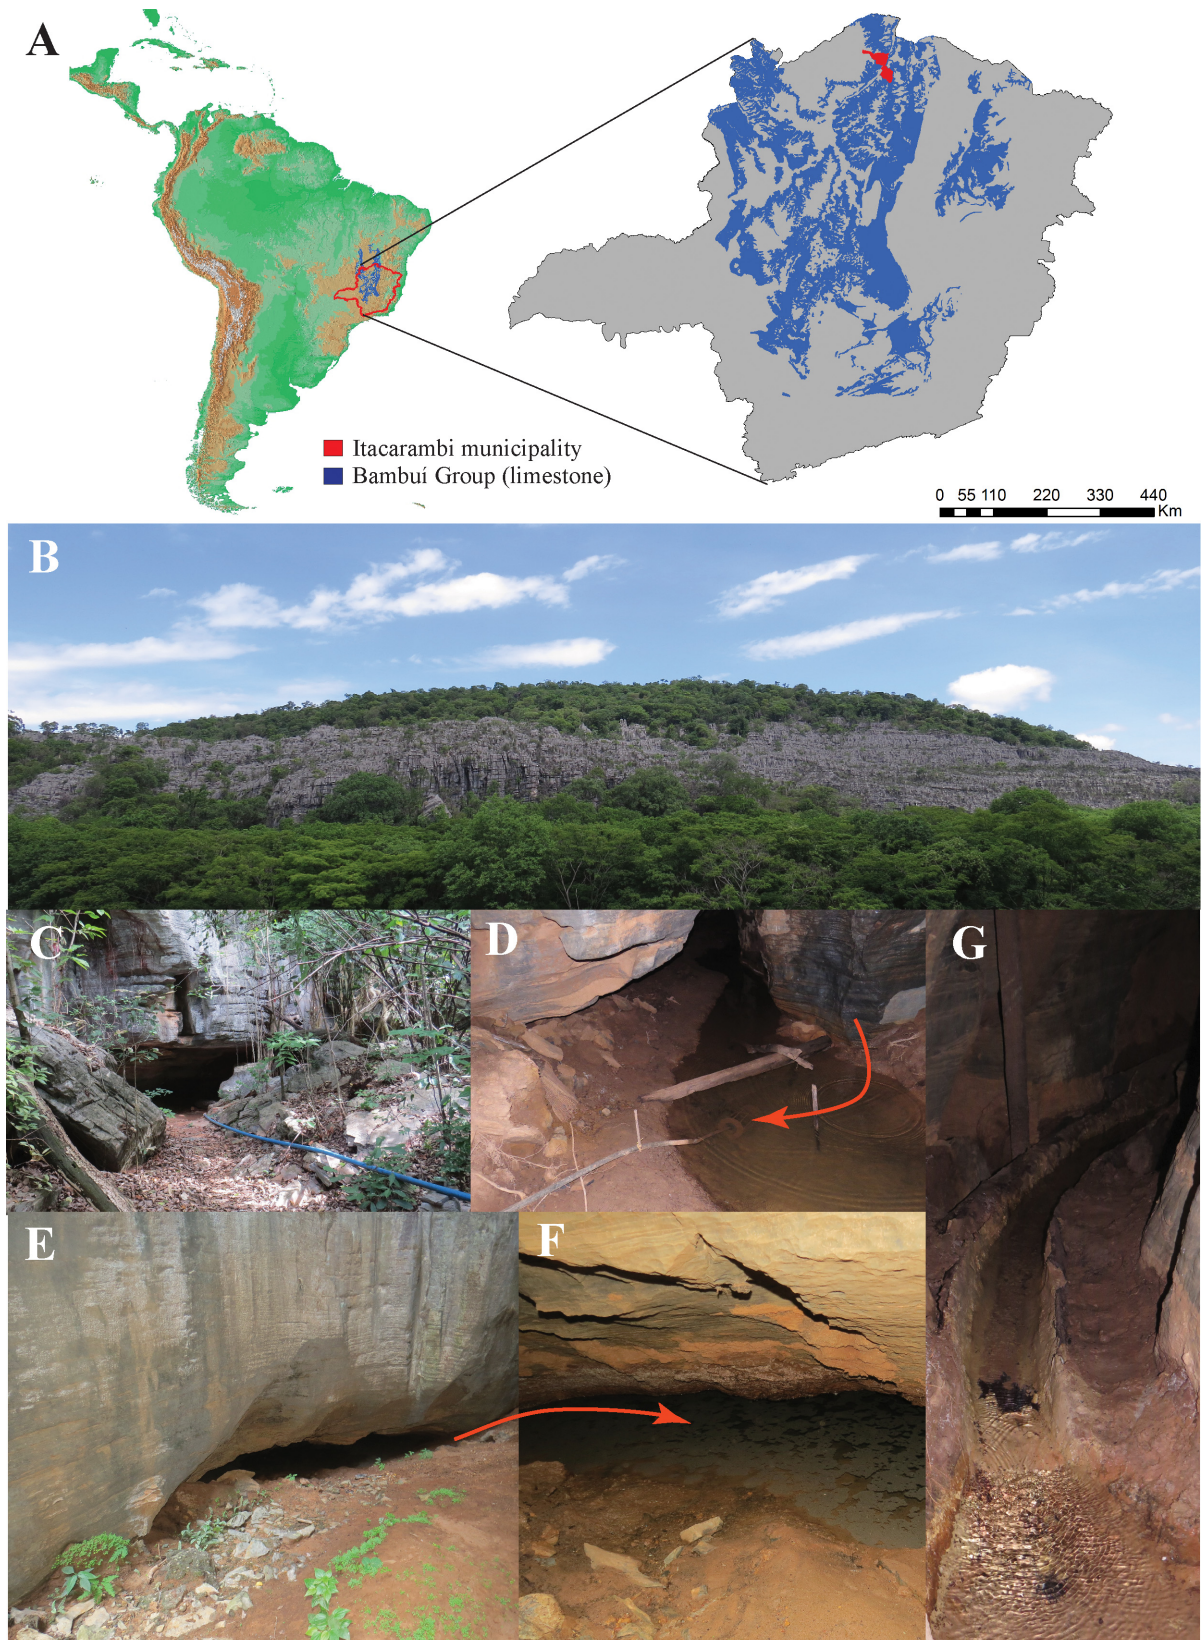 A
Itacarambi municipality
Bambuí Group (limestone)
0 55 110 220 330 440
Km
B
C
D
G
E
F